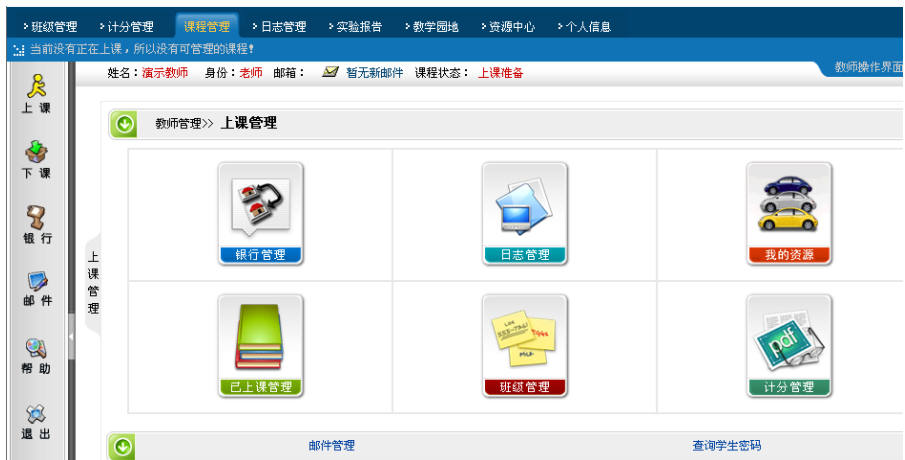 班级管理 计分管理 课程管理 日志管理 实验报告 教学园地 资源中心 个人信息
当前没有正在上课，所以没有可管理的课程！
姓名：演示教师 身份：老师 邮箱： 暂无新邮件 课程状态： 上课准备
教师操作界面
上 课
下 课
银 行
邮 件
帮 助
退 出
上课管理
教师管理>> 上课管理
银行管理 日志管理 我的资源
已上课管理 班级管理 计分管理
pdf
邮件管理 查询学生密码